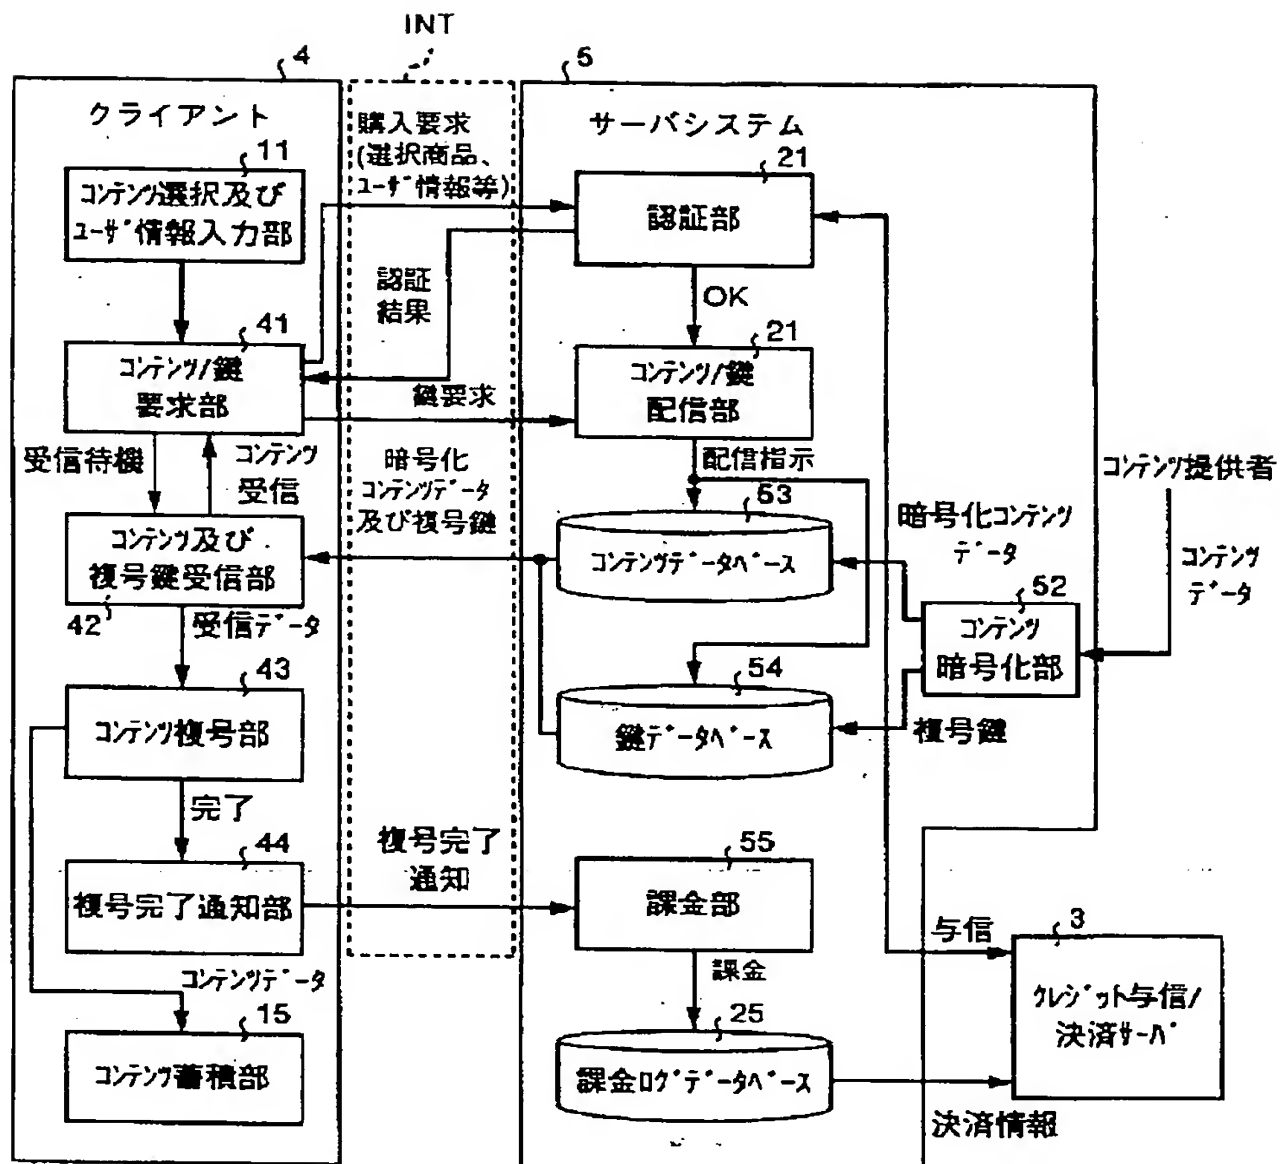 INT
4
5
クライアント
購入要求
(選択商品、
ユーザ情報等)
サーバシステム
11
コンテンツ選択及び
ユーザ情報入力部
21
認証部
認証
結果
OK
41
コンテンツ/鍵
要求部
鍵要求
21
コンテンツ/鍵
配信部
受信待機
コンテンツ
受信
暗号化
コンテンツデータ
及び複号鍵
配信指示
コンテンツ提供者
53
コンテンツデータベース
暗号化コンテンツ
データ
コンテンツ
データ
コンテンツ及び
複号鍵受信部
42
受信データ
52
コンテンツ
暗号化部
43
コンテンツ複号部
54
鍵データベース
複号鍵
完了
44
複号完了通知部
複号完了
通知
55
課金部
与信
3
クレジット与信/
決済サーバ
課金
コンテンツデータ
15
コンテンツ蓄積部
25
課金ログデータベース
決済情報